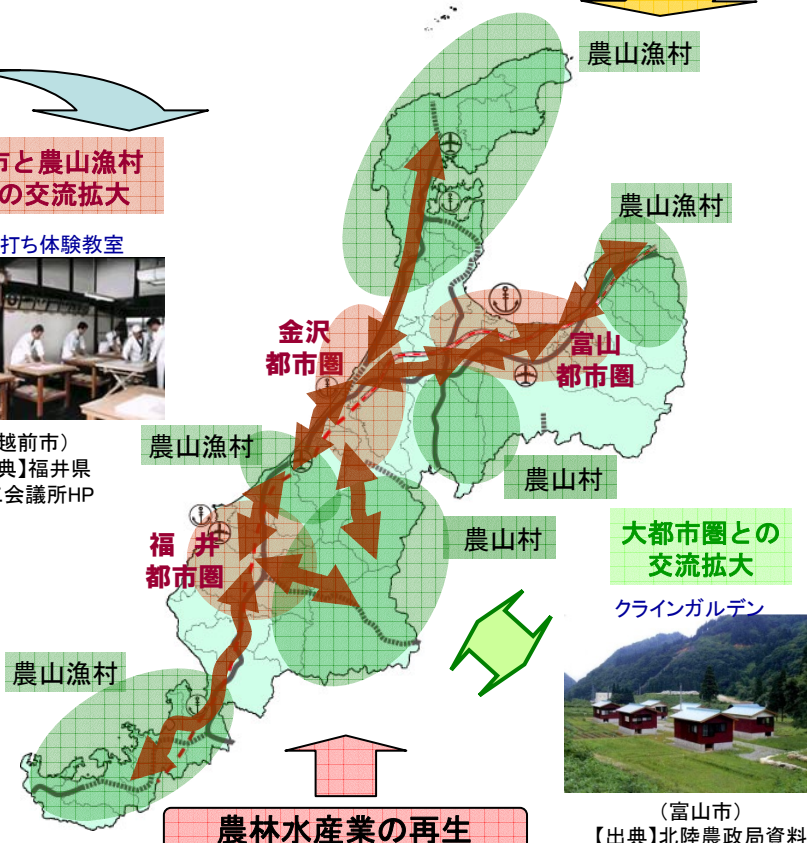 農山漁村
市と農山漁村
の交流拡大
打ち体験教室
農山漁村
金沢
都市圏
富山
都市圏
越前市）
典】福井県
会議所HP
農山漁村
農山村
農山村
福 井
都市圏
大都市圏との
交流拡大
クラインガルデン
農山漁村
（富山市）
【出典】北陸農政局資料
農林水産業の再生